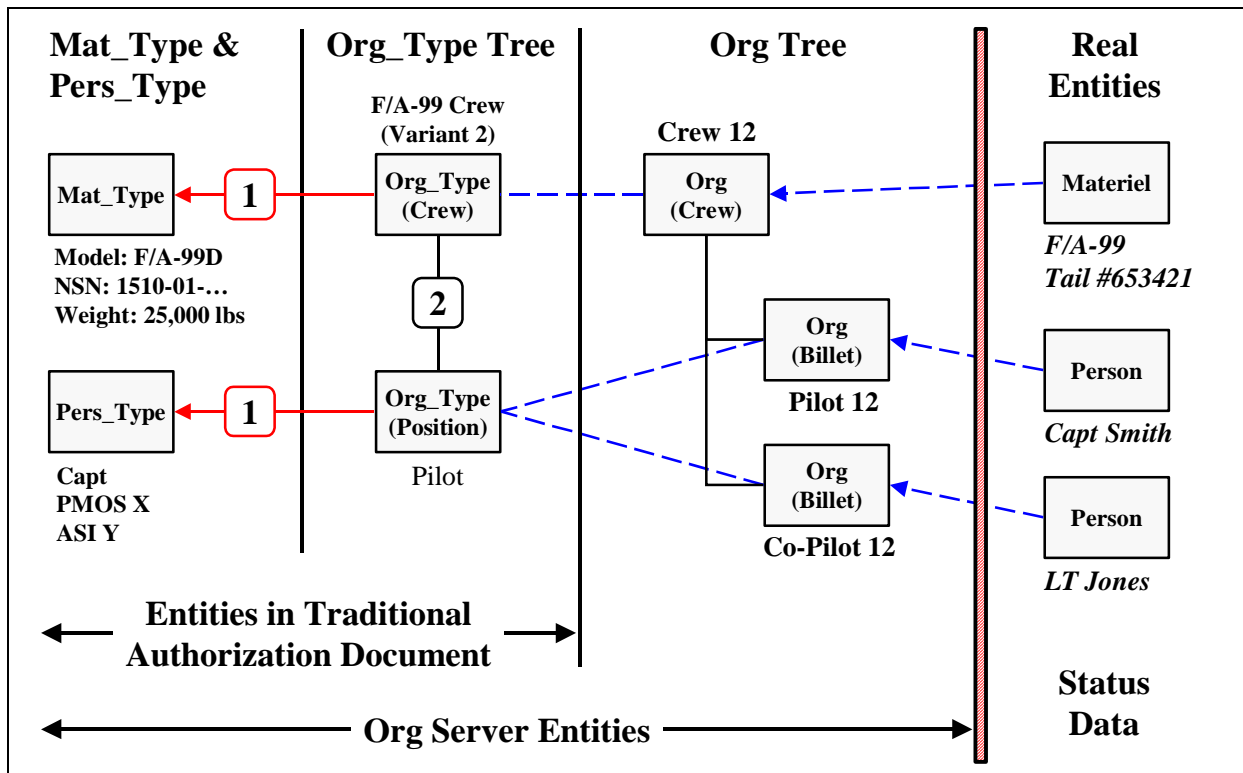 Mat_Type &
Pers_Type
Org_Type Tree
Org Tree
Real
Entities
F/A-99 Crew
(Variant 2)
Crew 12
Mat_Type
1
Org_Type
(Crew)
Org
(Crew)
Materiel
Model: F/A-99D
NSN: 1510-01-…
Weight: 25,000 lbs
F/A-99
Tail #653421
2
Org
(Billet)
Pilot 12
Person
Capt Smith
Pers_Type
1
Org_Type
(Position)
Pilot
Capt
PMOS X
ASI Y
Org
(Billet)
Co-Pilot 12
Person
LT Jones
Entities in Traditional
Authorization Document
Org Server Entities
Status
Data